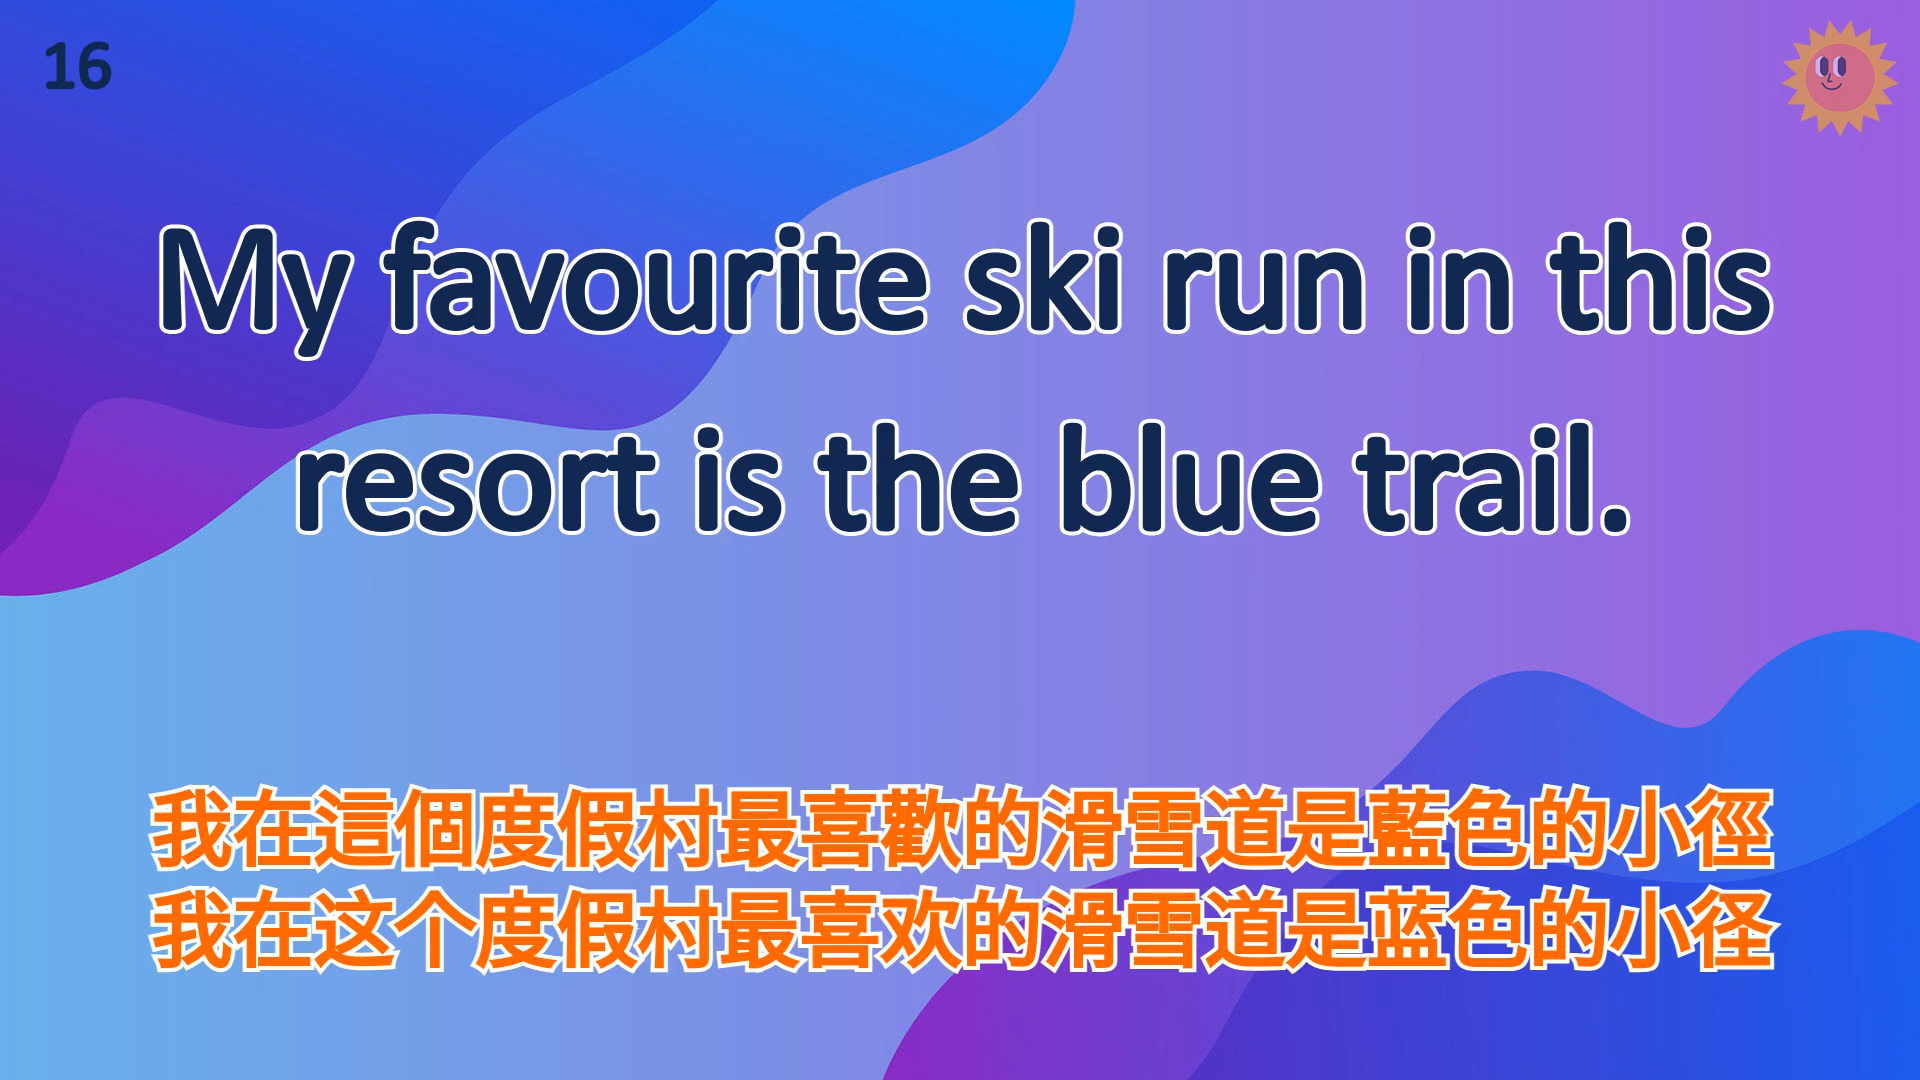 16
My favourite ski run in this
resort is the blue trail.
我在這個度假村最喜歡的滑雪道是藍色的小徑
我在这个度假村最喜欢的滑雪道是蓝色的小径